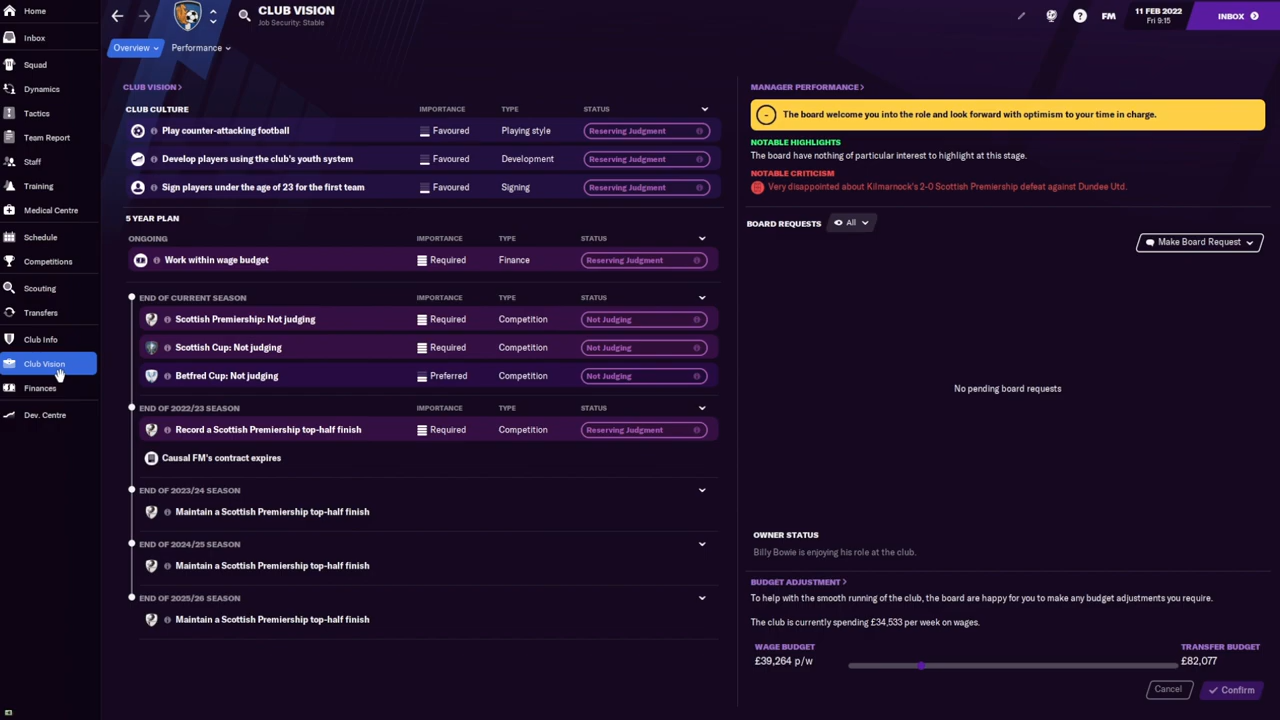 Home
Inbox
Squad
Dynamics
Tactics
Team Report
Staff
Training
Medical Centre
Schedule
Competitions
Scouting
Transfers
Club Info
Club Vision
Finances
Dev. Centre
CLUB VISION
Job Security: Stable
FM
11 FEB 2022
Fri 9:15
INBOX
Overview
Performance
CLUB VISION >
CLUB CULTURE IMPORTANCE TYPE STATUS
Play counter-attacking football Favoured Playing style Reserving Judgment
Develop players using the club's youth system Favoured Development Reserving Judgment
Sign players under the age of 23 for the first team Favoured Signing Reserving Judgment
5 YEAR PLAN
ONGOING IMPORTANCE TYPE STATUS
Work within wage budget Required Finance Reserving Judgment
END OF CURRENT SEASON IMPORTANCE TYPE STATUS
Scottish Premiership: Not judging Required Competition Not Judging
Scottish Cup: Not judging Required Competition Not Judging
Betfred Cup: Not judging Preferred Competition Not Judging
END OF 2022/23 SEASON IMPORTANCE TYPE STATUS
Record a Scottish Premiership top-half finish Required Competition Reserving Judgment
Causal FM's contract expires
END OF 2023/24 SEASON
Maintain a Scottish Premiership top-half finish
END OF 2024/25 SEASON
Maintain a Scottish Premiership top-half finish
END OF 2025/26 SEASON
Maintain a Scottish Premiership top-half finish
MANAGER PERFORMANCE >
The board welcome you into the role and look forward with optimism to your time in charge.
NOTABLE HIGHLIGHTS
The board have nothing of particular interest to highlight at this stage.
NOTABLE CRITICISM
Very disappointed about Kilmarnock's 2-0 Scottish Premiership defeat against Dundee Utd.
BOARD REQUESTS All
Make Board Request
No pending board requests
OWNER STATUS
Billy Bowie is enjoying his role at the club.
BUDGET ADJUSTMENT >
To help with the smooth running of the club, the board are happy for you to make any budget adjustments you require.
The club is currently spending £34,533 per week on wages.
WAGE BUDGET TRANSFER BUDGET
£39,264 p/w £82,077
Cancel Confirm